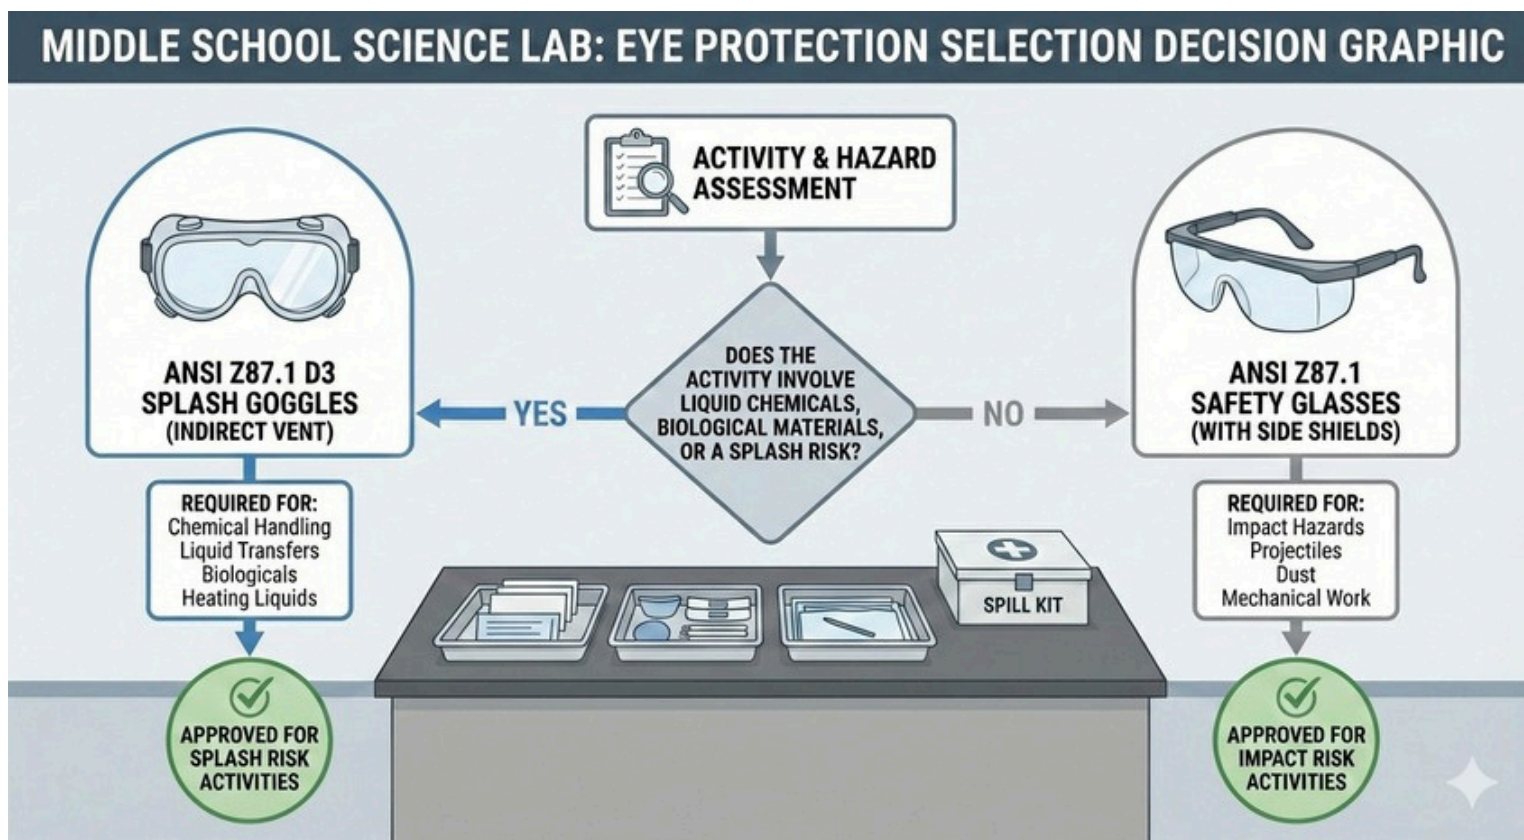 MIDDLE SCHOOL SCIENCE LAB: EYE PROTECTION SELECTION DECISION GRAPHIC
ACTIVITY & HAZARD
ASSESSMENT
DOES THE
ACTIVITY INVOLVE
LIQUID CHEMICALS,
BIOLOGICAL MATERIALS,
OR A SPLASH RISK?
YES
ANSI Z87.1 D3
SPLASH GOGGLES
(INDIRECT VENT)
REQUIRED FOR:
Chemical Handling
Liquid Transfers
Biologicals
Heating Liquids
APPROVED FOR
SPLASH RISK
ACTIVITIES
NO
ANSI Z87.1
SAFETY GLASSES
(WITH SIDE SHIELDS)
REQUIRED FOR:
Impact Hazards
Projectiles
Dust
Mechanical Work
APPROVED FOR
IMPACT RISK
ACTIVITIES
SPILL KIT